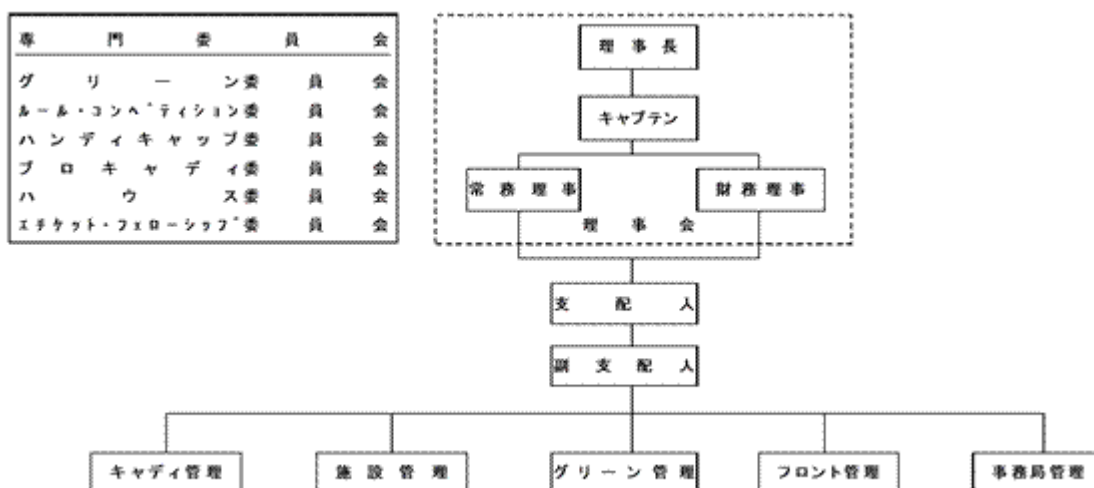 専門委員会
グリーン委員会
ルール・コンペティション委員会
ハンディキャップ委員会
プロキャディ委員会
ハウス委員会
エチケット・フェローシップ委員会
理事長
キャプテン
常務理事
財務理事
理事会
支配人
副支配人
キャディ管理
施設管理
グリーン管理
フロント管理
事務局管理